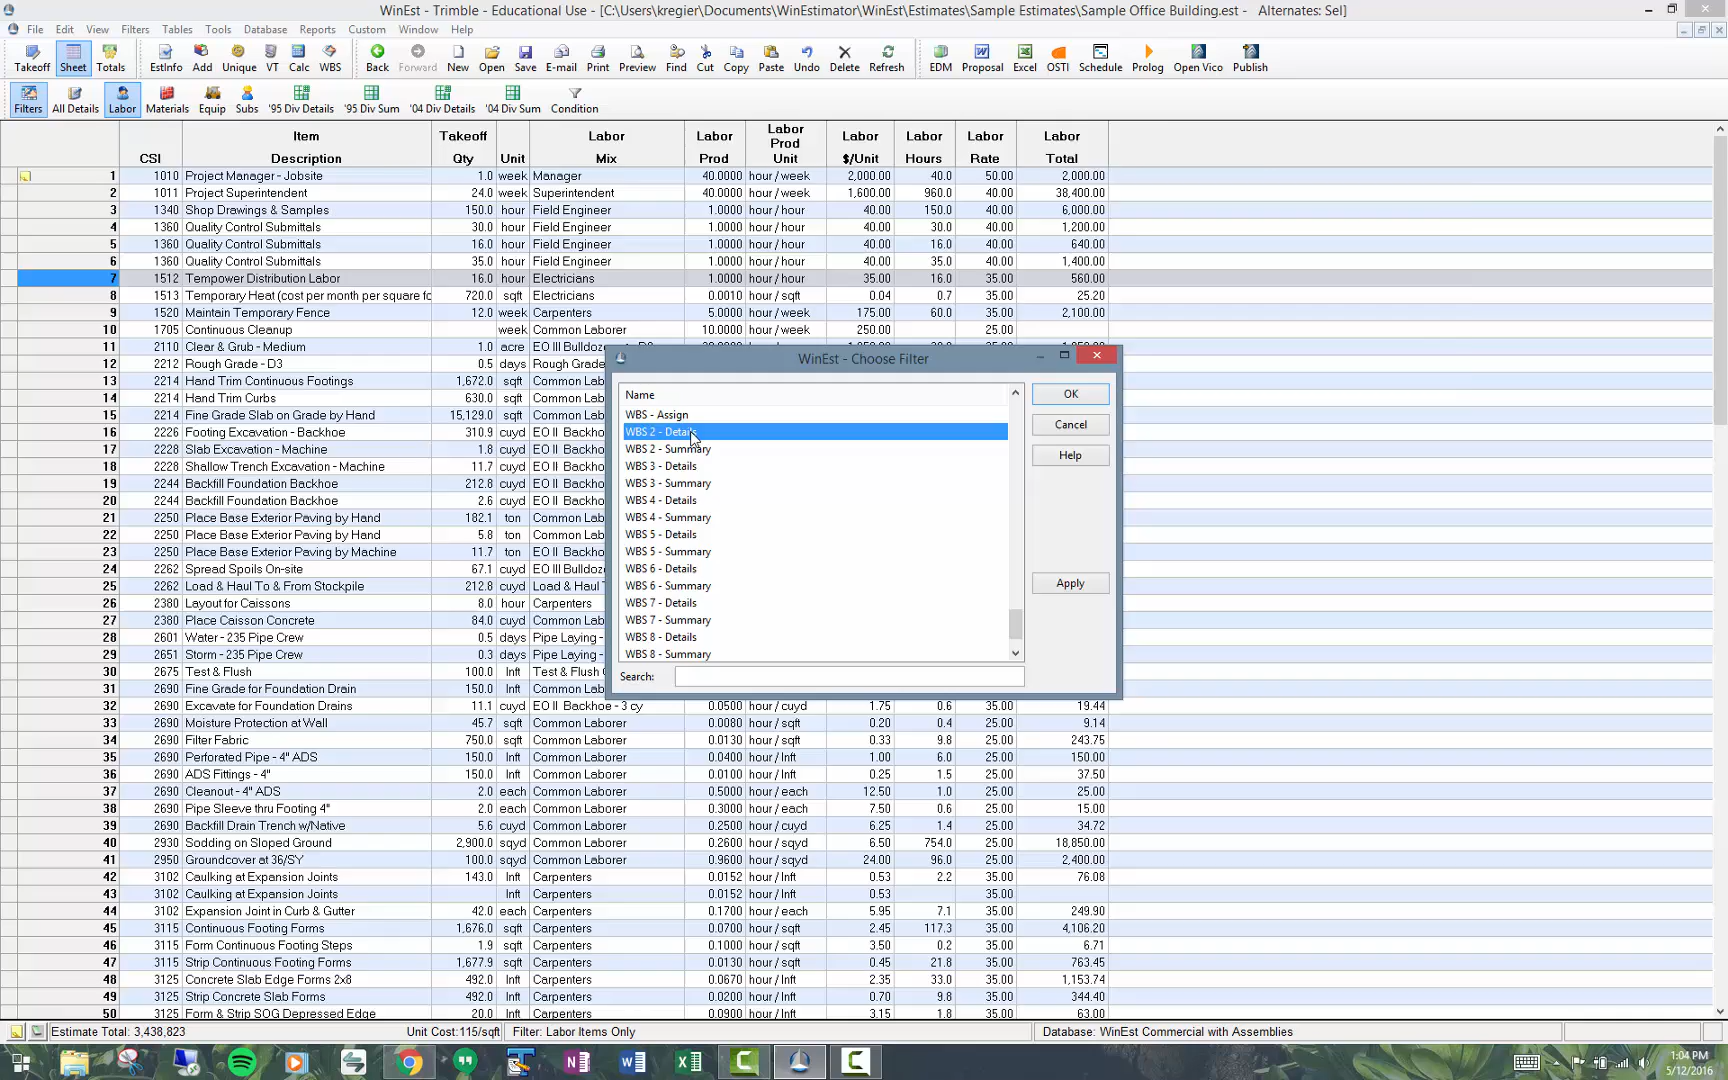 WinEst - Trimble - Educational Use - [C:\Users\kregier\Documents\WinEstimator\WinEst\Estimates\Sample Estimates\Sample Office Building.est - Alternates: Sel]
File Edit View Filters Tables Tools Database Reports Custom Window Help
Takeoff Sheet Totals EstInfo Add Unique VT Calc WBS Back Forward New Open Save E-mail Print Preview Find Cut Copy Paste Undo Delete Refresh EDM Proposal Excel OSTI Schedule Prolog Open Vico Publish
Filters All Details Labor Materials Equip Subs '95 Div Details '95 Div Sum '04 Div Details '04 Div Sum Condition
CSI Item Description Takeoff Qty Unit Labor Mix Labor Prod Labor Prod Unit Labor $/Unit Labor Hours Labor Rate Labor Total
1 1010 Project Manager - Jobsite 1.0 week Manager 40.0000 hour / week 2,000.00 40.0 50.00 2,000.00
2 1011 Project Superintendent 24.0 week Superintendent 40.0000 hour / week 1,600.00 960.0 40.00 38,400.00
3 1340 Shop Drawings & Samples 150.0 hour Field Engineer 1.0000 hour / hour 40.00 150.0 40.00 6,000.00
4 1360 Quality Control Submittals 30.0 hour Field Engineer 1.0000 hour / hour 40.00 30.0 40.00 1,200.00
5 1360 Quality Control Submittals 16.0 hour Field Engineer 1.0000 hour / hour 40.00 16.0 40.00 640.00
6 1360 Quality Control Submittals 35.0 hour Field Engineer 1.0000 hour / hour 40.00 35.0 40.00 1,400.00
7 1512 Tempower Distribution Labor 16.0 hour Electricians 1.0000 hour / hour 35.00 16.0 35.00 560.00
8 1513 Temporary Heat (cost per month per square fo 720.0 sqft Electricians 0.0010 hour / sqft 0.04 0.7 35.00 25.20
9 1520 Maintain Temporary Fence 12.0 week Carpenters 5.0000 hour / week 175.00 60.0 35.00 2,100.00
10 1705 Continuous Cleanup week Common Laborer 10.0000 hour / week 250.00 25.00
11 2110 Clear & Grub - Medium 1.0 acre EO III Bulldoz
12 2212 Rough Grade - D3 0.5 days Rough Grade
13 2214 Hand Trim Continuous Footings 1,672.0 sqft Common Lab
14 2214 Hand Trim Curbs 630.0 sqft Common Lab
15 2214 Fine Grade Slab on Grade by Hand 15,129.0 sqft Common Lab
16 2226 Footing Excavation - Backhoe 310.9 cuyd EO II Backho
17 2228 Slab Excavation - Machine 1.8 cuyd EO II Backho
18 2228 Shallow Trench Excavation - Machine 11.7 cuyd EO II Backho
19 2244 Backfill Foundation Backhoe 212.8 cuyd EO II Backho
20 2244 Backfill Foundation Backhoe 2.6 cuyd EO II Backho
21 2250 Place Base Exterior Paving by Hand 182.1 ton Common Lab
22 2250 Place Base Exterior Paving by Hand 5.8 ton Common Lab
23 2250 Place Base Exterior Paving by Machine 11.7 ton EO II Backho
24 2262 Spread Spoils On-site 67.1 cuyd EO III Bulldoz
25 2262 Load & Haul To & From Stockpile 212.8 cuyd Load & Haul T
26 2380 Layout for Caissons 8.0 hour Carpenters
27 2380 Place Caisson Concrete 84.0 cuyd Common Lab
28 2601 Water - 235 Pipe Crew 0.5 days Pipe Laying -
29 2651 Storm - 235 Pipe Crew 0.3 days Pipe Laying -
30 2675 Test & Flush 100.0 lnft Test & Flush
31 2690 Fine Grade for Foundation Drain 150.0 lnft Common Lab
32 2690 Excavate for Foundation Drains 11.1 cuyd EO II Backhoe - 3 cy 0.0500 hour / cuyd 1.75 0.6 35.00 19.44
33 2690 Moisture Protection at Wall 45.7 sqft Common Laborer 0.0080 hour / sqft 0.20 0.4 25.00 9.14
34 2690 Filter Fabric 750.0 sqft Common Laborer 0.0130 hour / sqft 0.33 9.8 25.00 243.75
35 2690 Perforated Pipe - 4" ADS 150.0 lnft Common Laborer 0.0400 hour / lnft 1.00 6.0 25.00 150.00
36 2690 ADS Fittings - 4" 150.0 lnft Common Laborer 0.0100 hour / lnft 0.25 1.5 25.00 37.50
37 2690 Cleanout - 4" ADS 2.0 each Common Laborer 0.5000 hour / each 12.50 1.0 25.00 25.00
38 2690 Pipe Sleeve thru Footing 4" 2.0 each Common Laborer 0.3000 hour / each 7.50 0.6 25.00 15.00
39 2690 Backfill Drain Trench w/Native 5.6 cuyd Common Laborer 0.2500 hour / cuyd 6.25 1.4 25.00 34.72
40 2930 Sodding on Sloped Ground 2,900.0 sqyd Common Laborer 0.2600 hour / sqyd 6.50 754.0 25.00 18,850.00
41 2950 Groundcover at 36/SY 100.0 sqyd Common Laborer 0.9600 hour / sqyd 24.00 96.0 25.00 2,400.00
42 3102 Caulking at Expansion Joints 143.0 lnft Carpenters 0.0152 hour / lnft 0.53 2.2 35.00 76.08
43 3102 Caulking at Expansion Joints lnft Carpenters 0.0152 hour / lnft 0.53 35.00
44 3102 Expansion Joint in Curb & Gutter 42.0 each Carpenters 0.1700 hour / each 5.95 7.1 35.00 249.90
45 3115 Continuous Footing Forms 1,676.0 sqft Carpenters 0.0700 hour / sqft 2.45 117.3 35.00 4,106.20
46 3115 Form Continuous Footing Steps 1.9 sqft Carpenters 0.1000 hour / sqft 3.50 0.2 35.00 6.71
47 3115 Strip Continuous Footing Forms 1,677.9 sqft Carpenters 0.0130 hour / sqft 0.45 21.8 35.00 763.45
48 3125 Concrete Slab Edge Forms 2x8 492.0 lnft Carpenters 0.0670 hour / lnft 2.35 33.0 35.00 1,153.74
49 3125 Strip Concrete Slab Forms 492.0 lnft Carpenters 0.0200 hour / lnft 0.70 9.8 35.00 344.40
50 3125 Form & Strip SOG Depressed Edge 20.0 lnft Carpenters 0.0900 hour / lnft 3.15 1.8 35.00 63.00
WinEst - Choose Filter
Name
WBS - Assign
WBS 2 - Details
WBS 2 - Summary
WBS 3 - Details
WBS 3 - Summary
WBS 4 - Details
WBS 4 - Summary
WBS 5 - Details
WBS 5 - Summary
WBS 6 - Details
WBS 6 - Summary
WBS 7 - Details
WBS 7 - Summary
WBS 8 - Details
WBS 8 - Summary
OK
Cancel
Help
Apply
Search:
Estimate Total: 3,438,823 Unit Cost:115/sqft Filter: Labor Items Only Database: WinEst Commercial with Assemblies
1:04 PM
5/12/2016